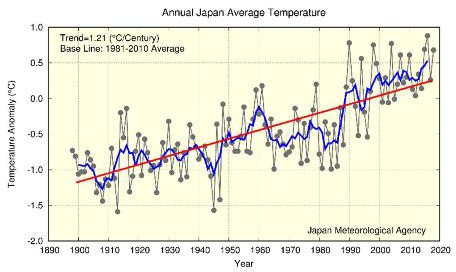 Annual Japan Average Temperature
Trend=1.21 (°C/Century)
Base Line: 1981-2010 Average
Temperature Anomaly (°C)
1.0
0.5
0.0
-0.5
-1.0
-1.5
-2.0
Japan Meteorological Agency
1890 1900 1910 1920 1930 1940 1950 1960 1970 1980 1990 2000 2010 2020
Year